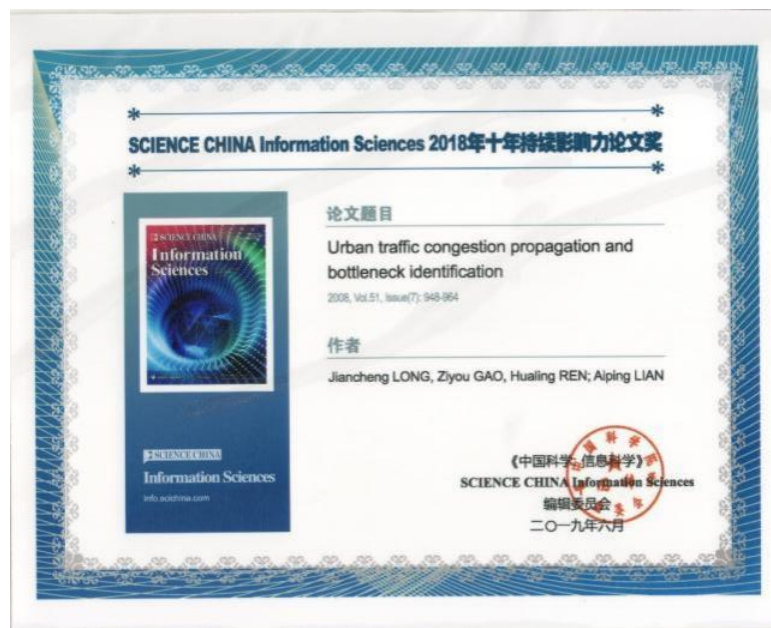 SCIENCE CHINA Information Sciences 2018年十年持续影响力论文奖
SCIENCE CHINA
Information
Sciences
论文题目
Urban traffic congestion propagation and
bottleneck identification
2008, Vol.51, Issue(7): 948-964
作者
Jiancheng LONG, Ziyou GAO, Hualing REN; Aiping LIAN
SCIENCE CHINA
Information Sciences
info.scichina.com
《中国科学 信息科学》
SCIENCE CHINA Information Sciences
编辑委员会
二〇一九年六月